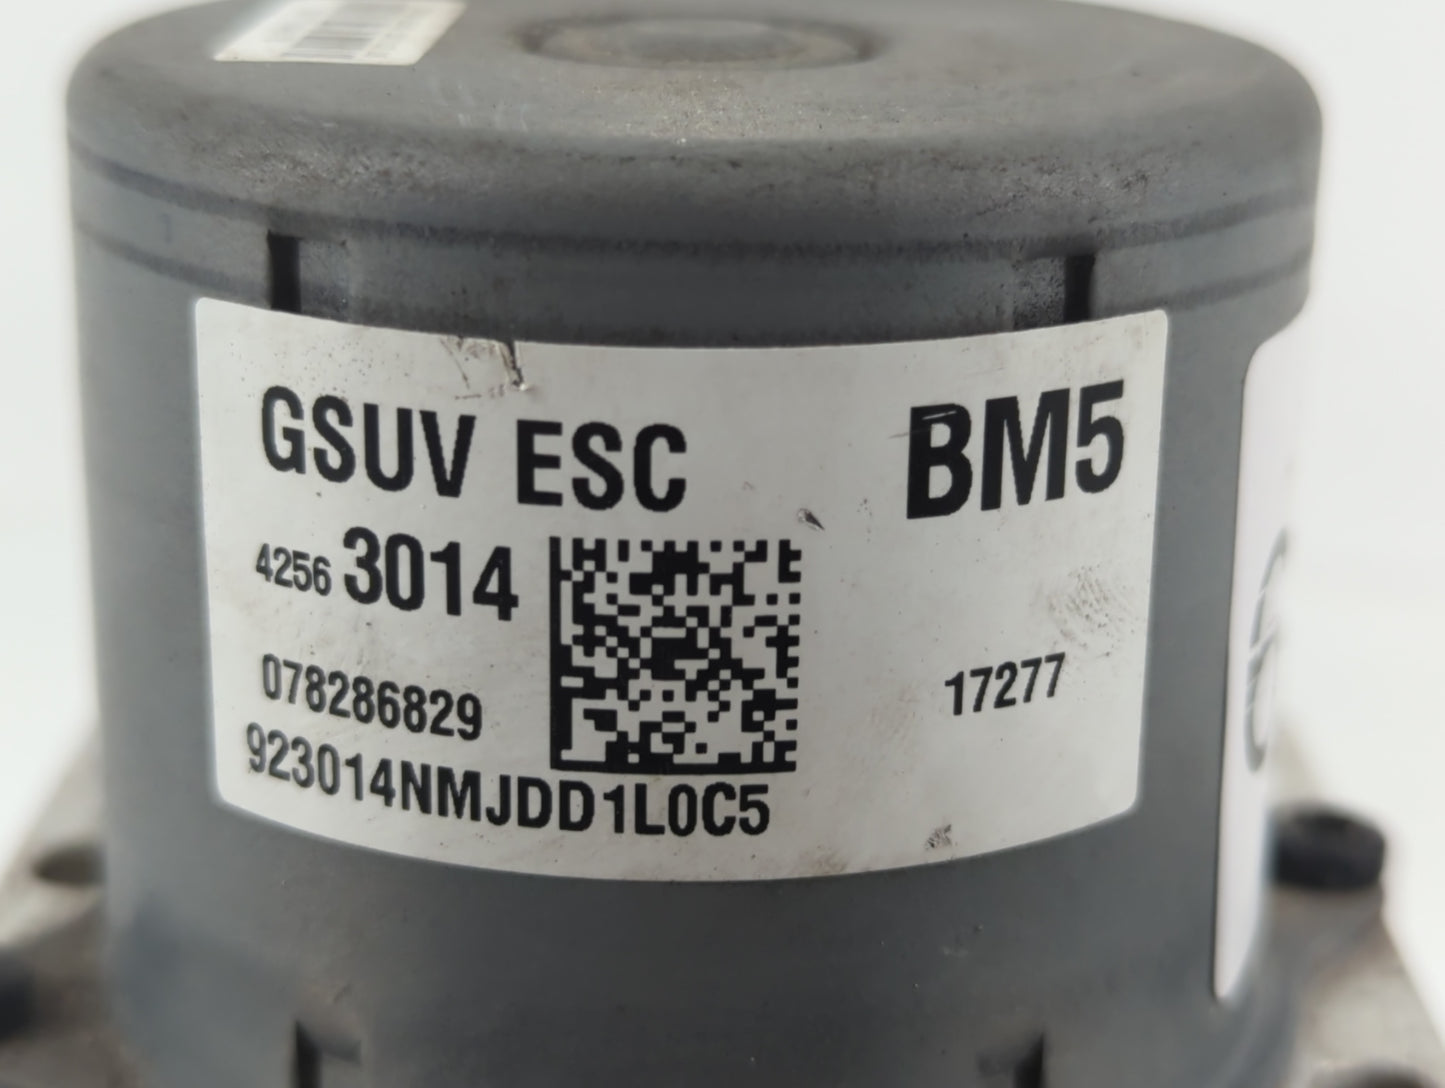 GSUV ESC BM5
4256 3014
078286829 17277
923014NMJDD1L0C5